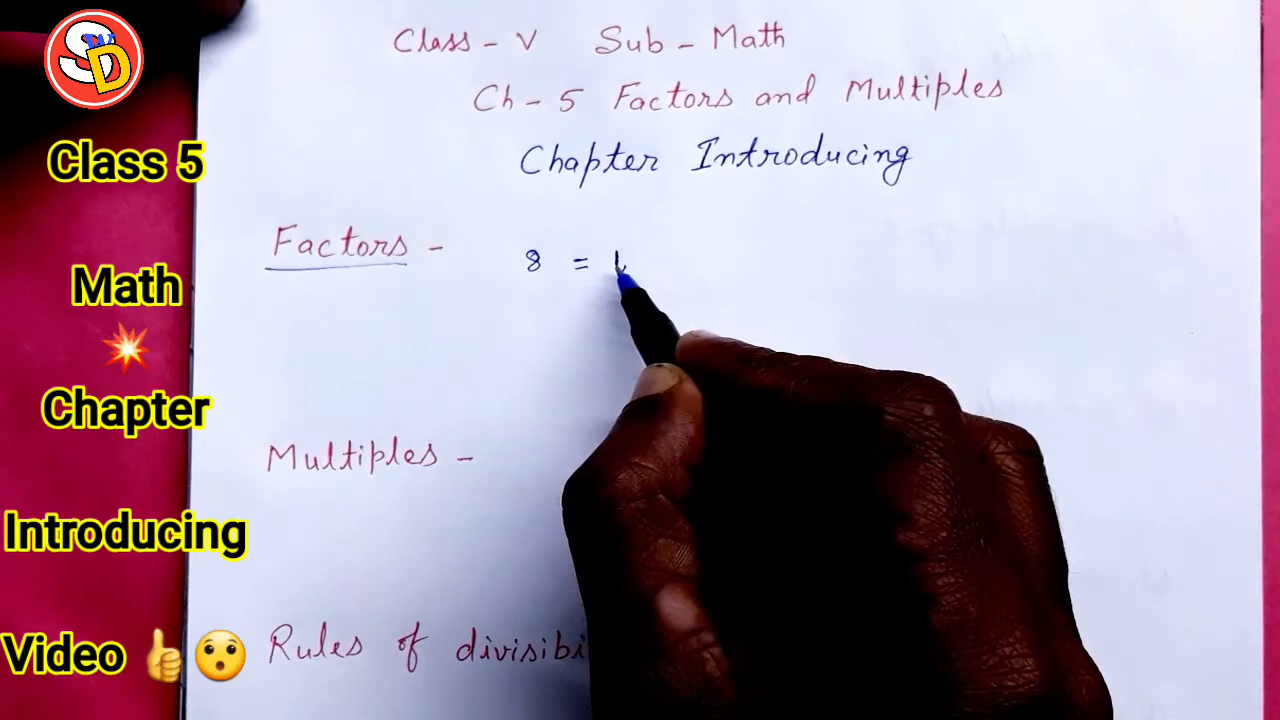 SWD
Class - V Sub - Math
Ch - 5 Factors and Multiples
Chapter Introducing
Class 5
Factors - 8 =
Math
Chapter
Multiples -
Introducing
Video
Rules of